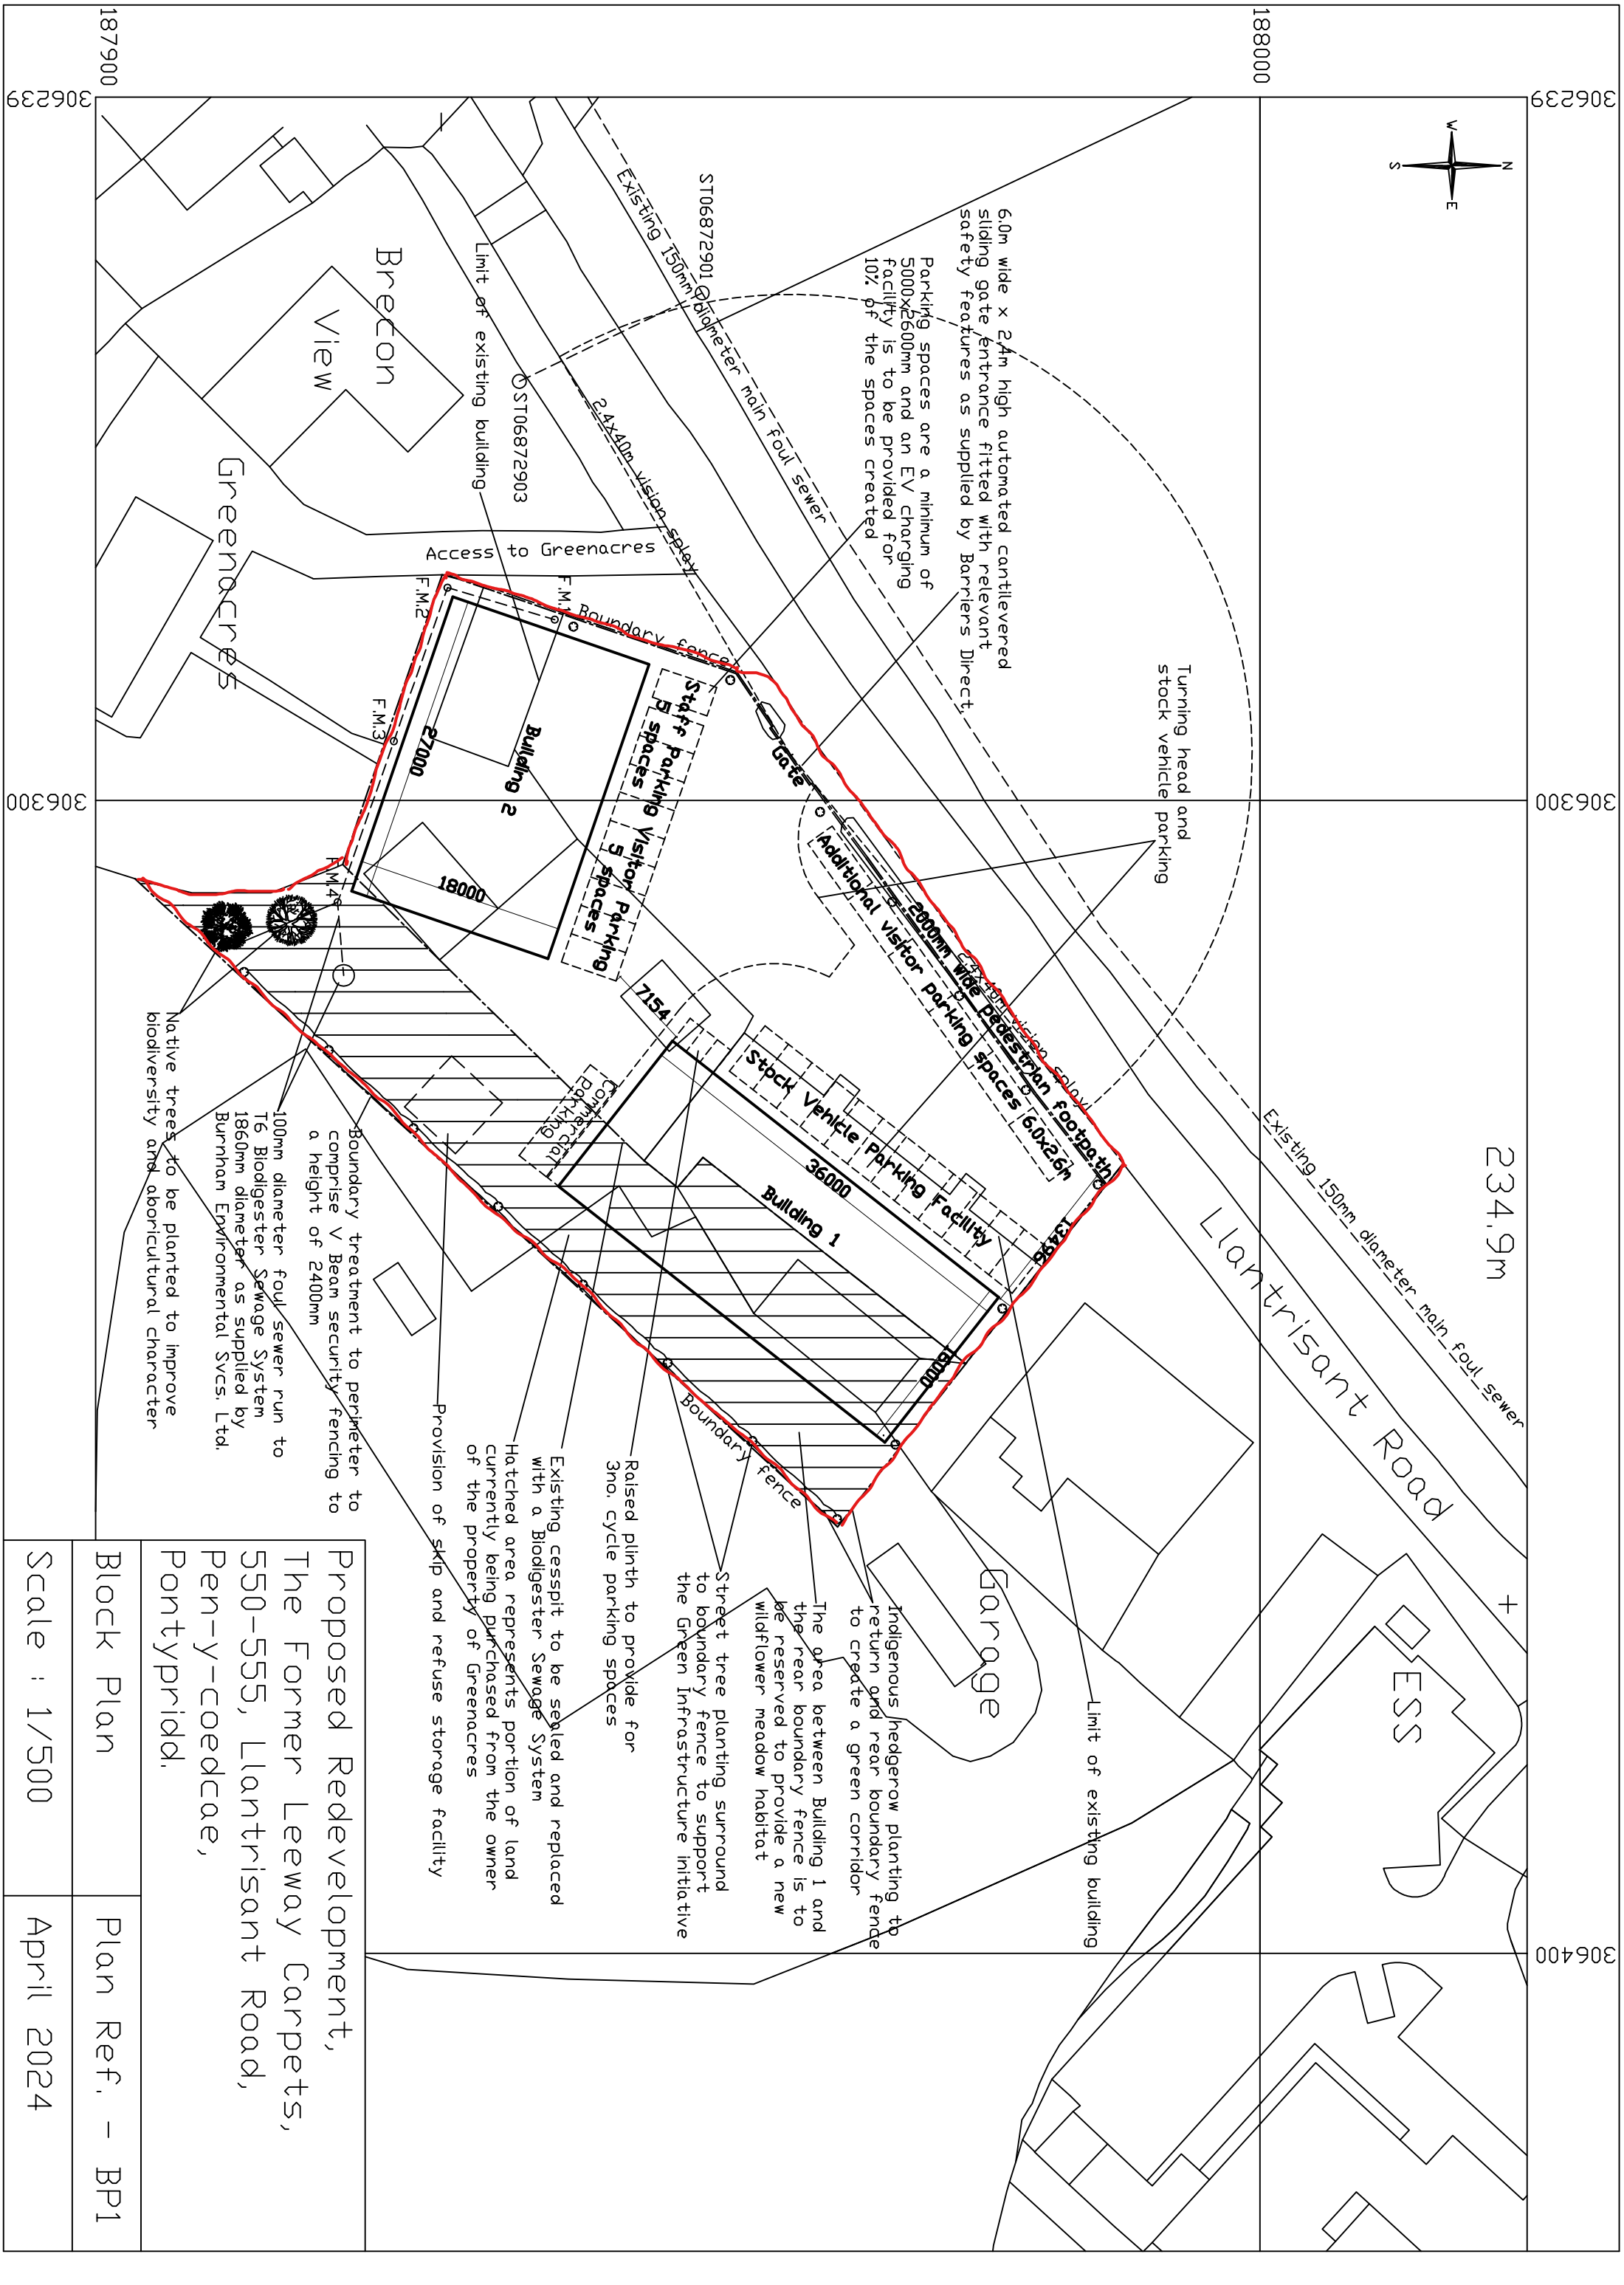 187900
188000
306239
306239
306300
306300
306400
N
S
W
E
6.0m wide x 2.4m high automated cantilevered
sliding gate entrance fitted with relevant
safety features as supplied by Barriers Direct
Parking spaces are a minimum of
5000x2600mm and an EV charging
facility is to be provided for
10% of the spaces created
Turning head and
stock vehicle parking
ST06872901
Existing 150mm diameter main foul sewer
ST06872903
2.4x40m vision splay
Limit of existing building
Brecon
View
Greenacres
Access to Greenacres
F.M.1
F.M.2
F.M.3
F.M.4
Boundary fence
Staff Parking
5 spaces
Visitor Parking
5 spaces
Gate
Building 2
27000
18000
Additional visitor parking spaces 6.0x2.6m
2000mm wide pedestrian footpath
2.4x40m vision splay
7154
Stock Vehicle Parking Facility
36000
13496
Building 1
16000
Commercial
parking
Boundary fence
Existing 150mm diameter main foul sewer
234.9m
Llantrisant Road
Garage
ESS
Limit of existing building
Indigenous hedgerow planting to
return and rear boundary fence
to create a green corridor
The area between Building 1 and
the rear boundary fence is to
be reserved to provide a new
wildflower meadow habitat
Street tree planting surround
to boundary fence to support
the Green Infrastructure initiative
Raised plinth to provide for
3no. cycle parking spaces
Existing cesspit to be sealed and replaced
with a Biodigester Sewage System
Hatched area represents portion of land
currently being purchased from the owner
of the property of Greenacres
Provision of skip and refuse storage facility
Boundary treatment to perimeter to
comprise V Beam security fencing to
a height of 2400mm
100mm diameter foul sewer run to
T6 Biodigester Sewage System
1860mm diameter as supplied by
Burnham Environmental Svcs. Ltd.
Native trees to be planted to improve
biodiversity and aboricultural character
Proposed Redevelopment,
The Former Leeway Carpets,
550-555, Llantrisant Road,
Pen-y-coedcae,
Pontypridd.
Block Plan
Plan Ref. - BP1
Scale : 1/500
April 2024